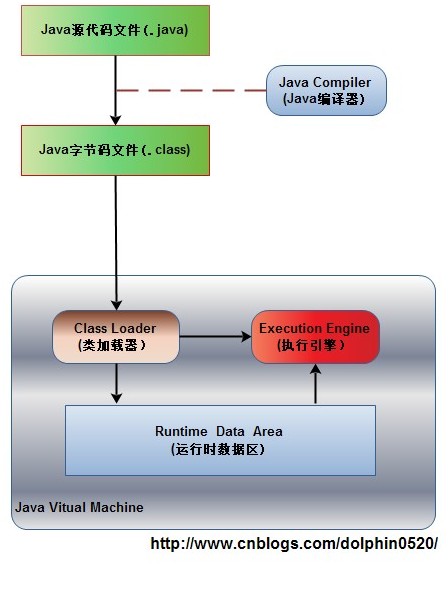 Java源代码文件(.java)
Java Compiler
(Java编译器)
Java字节码文件(.class)
Class Loader
(类加载器)
Execution Engine
(执行引擎)
Runtime Data Area
(运行时数据区)
Java Vitual Machine
http://www.cnblogs.com/dolphin0520/